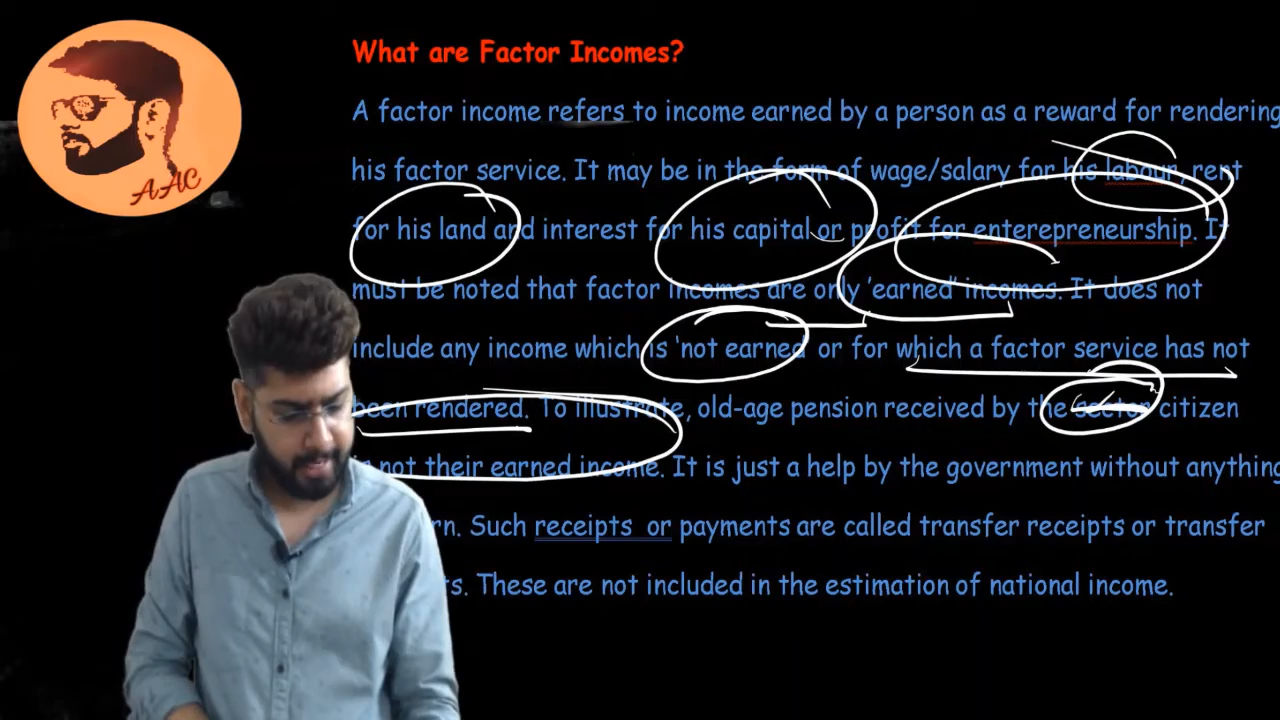 AAC
What are Factor Incomes?
A factor income refers to income earned by a person as a reward for rendering
his factor service. It may be in the form of wage/salary for his labour, rent
for his land and interest for his capital or profit for enterepreneurship. It
must be noted that factor incomes are only 'earned' incomes. It does not
include any income which is 'not earned' or for which a factor service has not
been rendered. To illustrate, old-age pension received by the citizen
not their earned income. It is just a help by the government without anything
Such receipts or payments are called transfer receipts or transfer
These are not included in the estimation of national income.